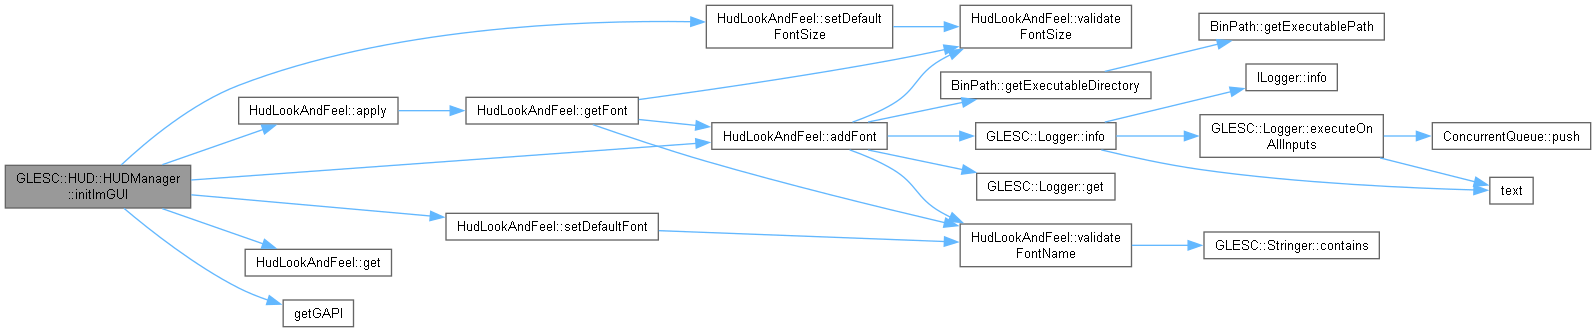 GLESC::HUD::HUDManager
::initImGUI
HudLookAndFeel::apply
HudLookAndFeel::getFont
HudLookAndFeel::setDefault
FontSize
HudLookAndFeel::validate
FontSize
HudLookAndFeel::addFont
BinPath::getExecutableDirectory
BinPath::getExecutablePath
GLESC::Logger::info
ILogger::info
GLESC::Logger::executeOn
AllInputs
ConcurrentQueue::push
text
GLESC::Logger::get
HudLookAndFeel::setDefaultFont
HudLookAndFeel::validate
FontName
GLESC::Stringer::contains
HudLookAndFeel::get
getGAPI